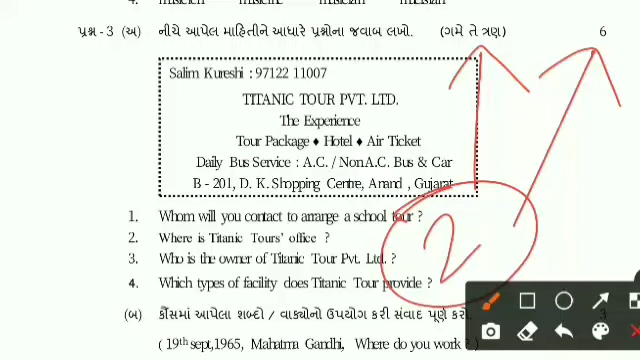 4.
પ્રશ્ન - 3 (અ) નીચે આપેલ માહિતીને આધારે પ્રશ્નોના જવાબ લખો. (ગમે તે ત્રણ) 6
Salim Kureshi : 97122 11007
TITANIC TOUR PVT. LTD.
The Experience
Tour Package ♦ Hotel ♦ Air Ticket
Daily Bus Service : A.C. / Non A.C. Bus & Car
B - 201, D. K. Shopping Centre, Anand , Gujarat
1. Whom will you contact to arrange a school tour ?
2. Where is Titanic Tours' office ?
3. Who is the owner of Titanic Tour Pvt. Ltd. ?
4. Which types of facility does Titanic Tour provide ?
2
(બ) કૌંસમાં આપેલા શબ્દો / વાક્યોનો ઉપયોગ કરી સંવાદ પૂર્ણ કરો. 3
( 19th sept,1965, Mahatma Gandhi, Where do you work ?